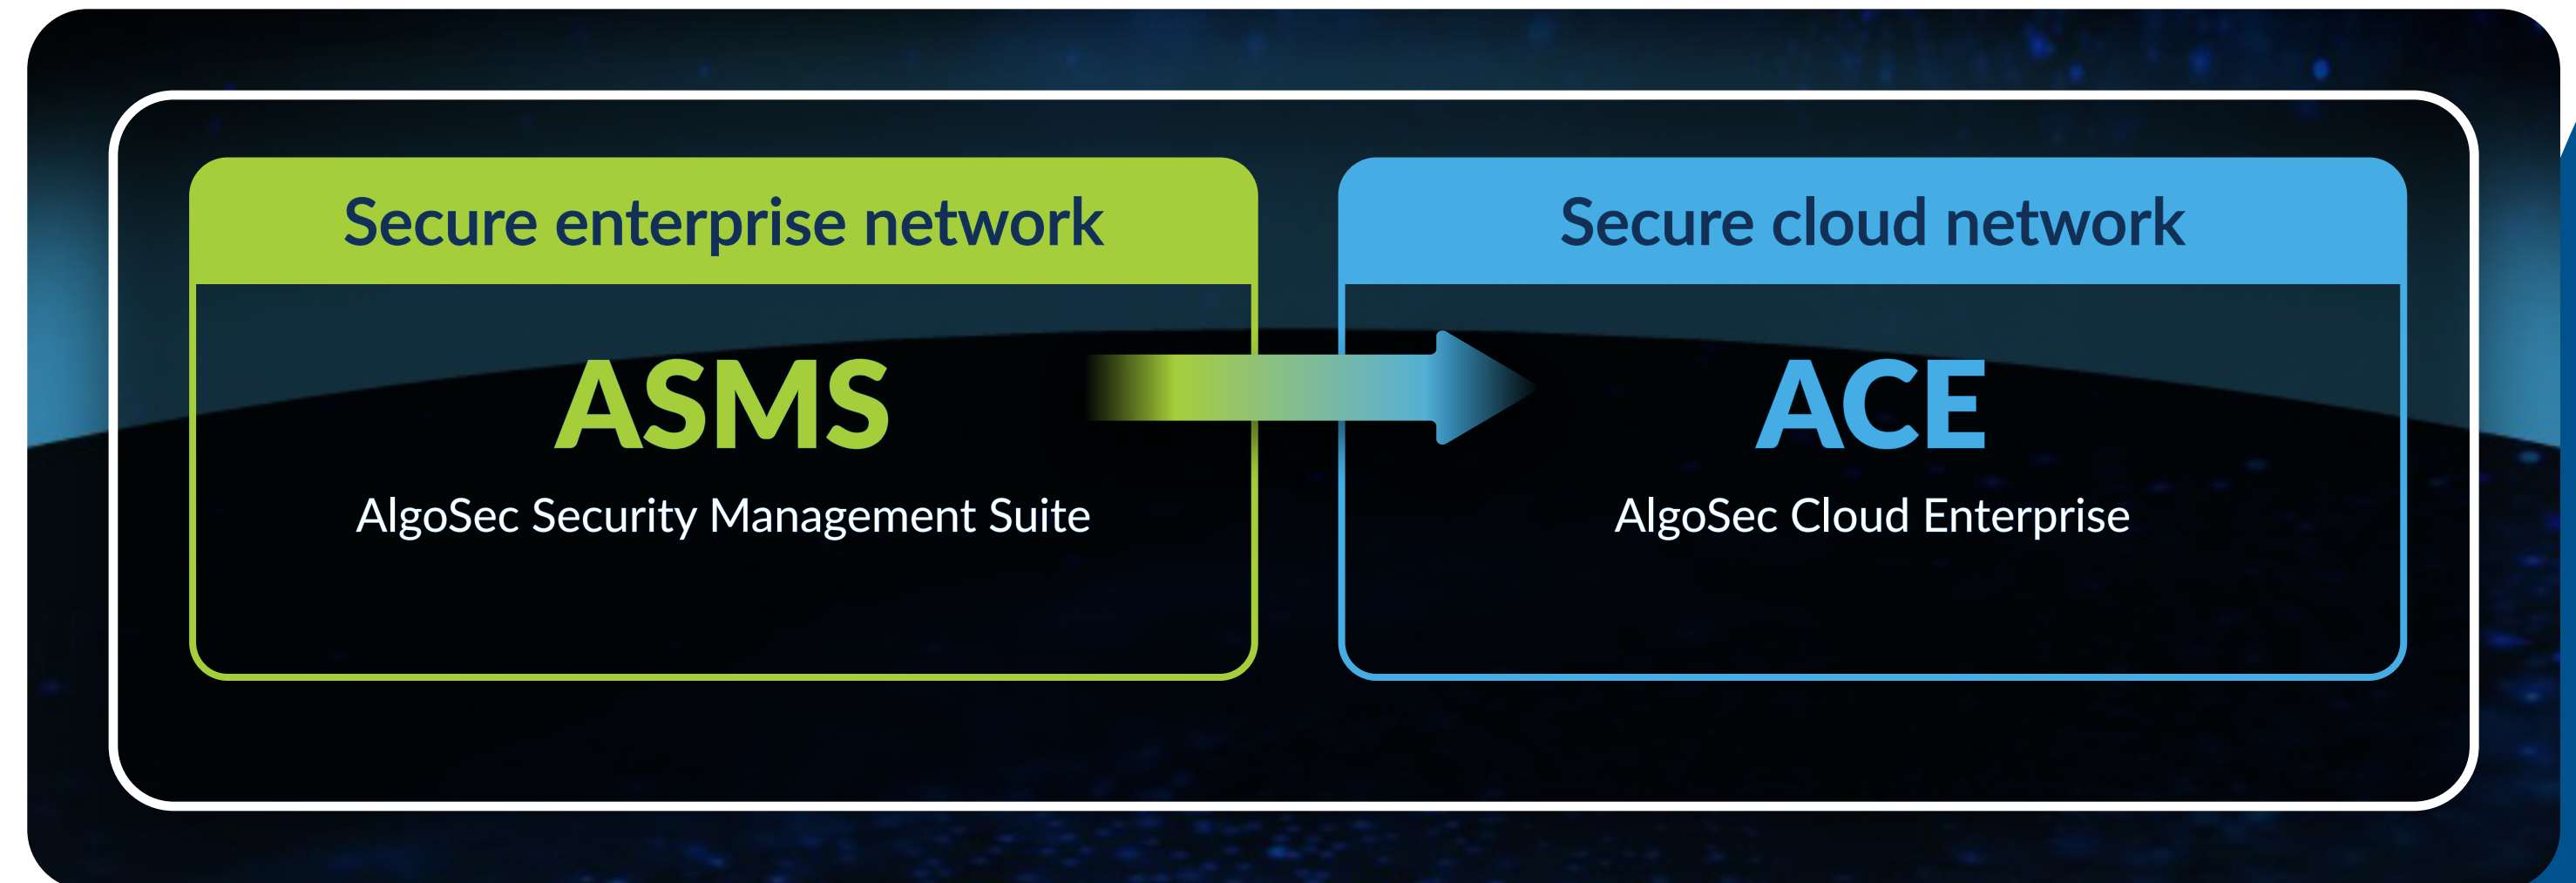 Secure enterprise network
ASMS
AlgoSec Security Management Suite
Secure cloud network
ACE
AlgoSec Cloud Enterprise